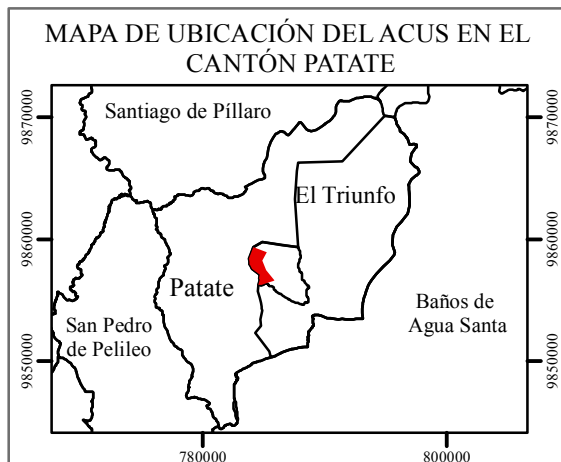 MAPA DE UBICACIÓN DEL ACUS EN EL
CANTÓN PATATE
9870000
9870000
Santiago de Píllaro
El Triunfo
9860000
9860000
Patate
Baños de
Agua Santa
San Pedro
de Pelileo
9850000
9850000
780000
800000